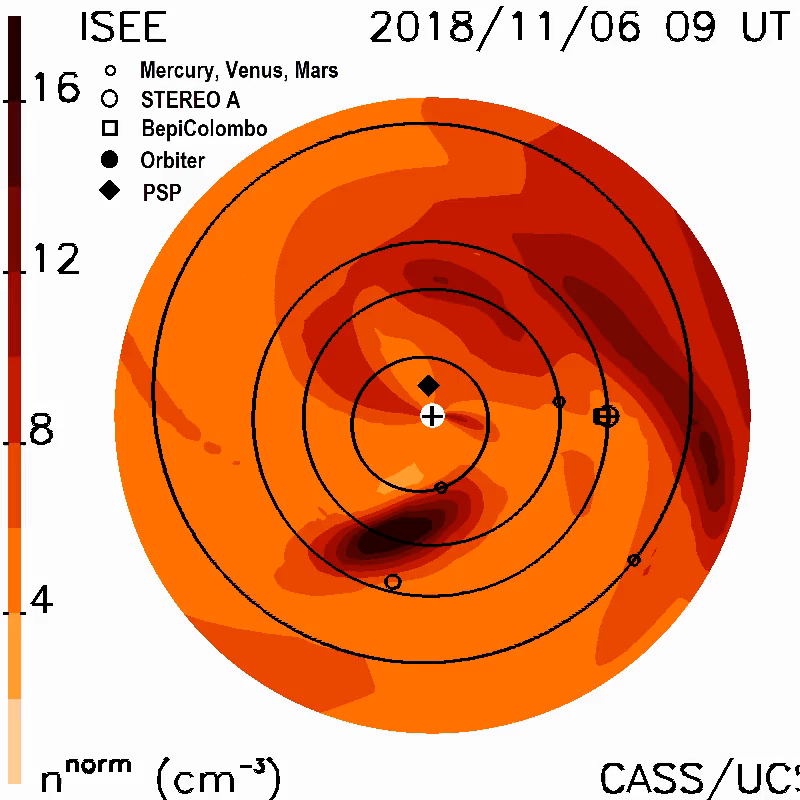 ISEE 2018/11/06 09 UT
Mercury, Venus, Mars
STEREO A
BepiColombo
Orbiter
PSP
16
12
8
4
n^norm (cm^-3) CASS/UCS